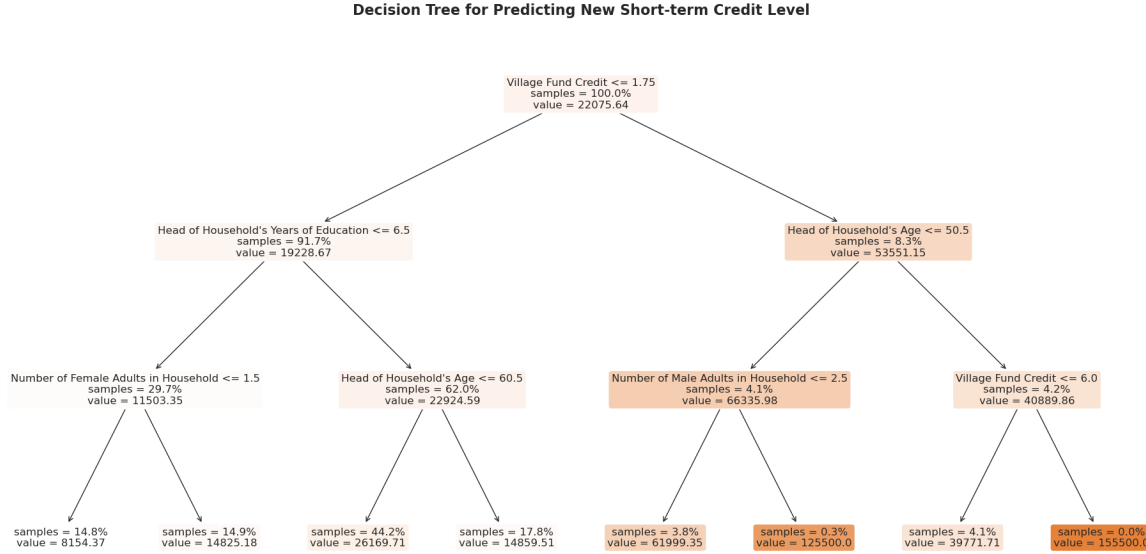 Decision Tree for Predicting New Short-term Credit Level
Village Fund Credit <= 1.75
samples = 100.0%
value = 22075.64
Head of Household's Years of Education <= 6.5
samples = 91.7%
value = 19228.67
Head of Household's Age <= 50.5
samples = 8.3%
value = 53551.15
Number of Female Adults in Household <= 1.5
samples = 29.7%
value = 11503.35
Head of Household's Age <= 60.5
samples = 62.0%
value = 22924.59
Number of Male Adults in Household <= 2.5
samples = 4.1%
value = 66335.98
Village Fund Credit <= 6.0
samples = 4.2%
value = 40889.86
samples = 14.8%
value = 8154.37
samples = 14.9%
value = 14825.18
samples = 44.2%
value = 26169.71
samples = 17.8%
value = 14859.51
samples = 3.8%
value = 61999.35
samples = 0.3%
value = 125500.0
samples = 4.1%
value = 39771.71
samples = 0.0%
value = 155500.0